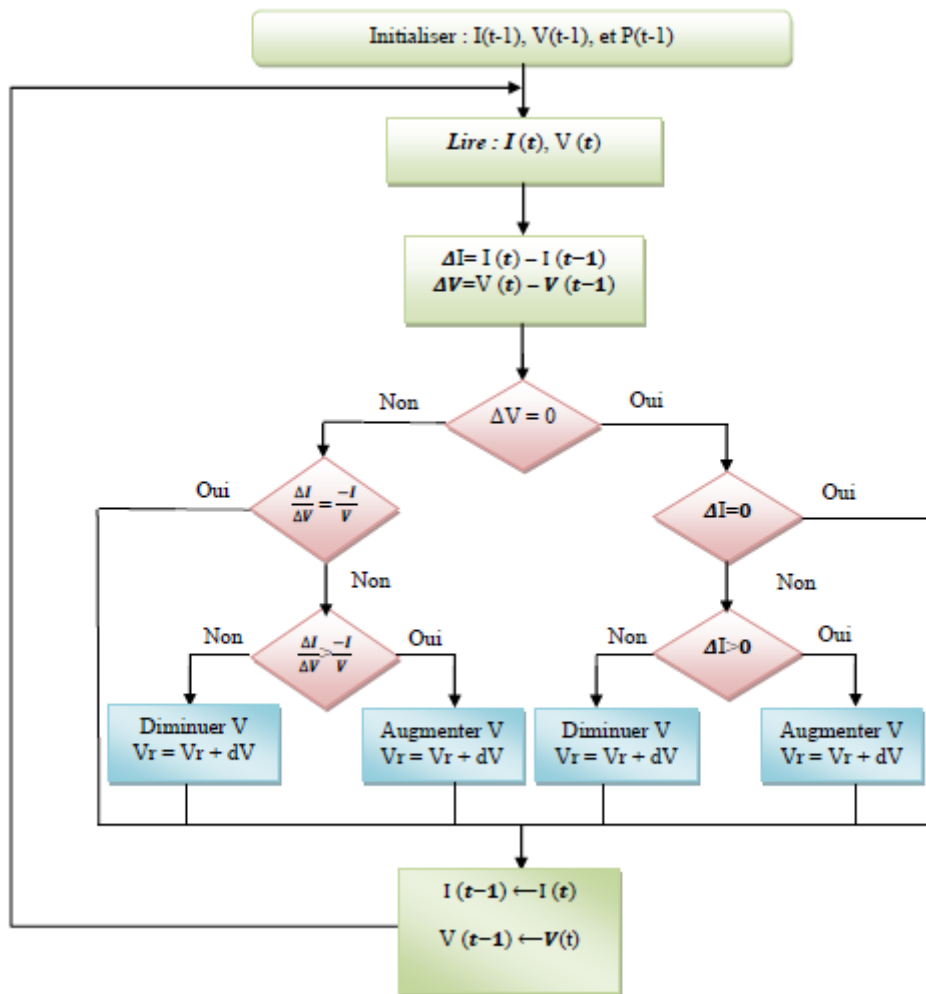 Initialiser : I(t-1), V(t-1), et P(t-1)
Lire : I (t), V (t)
ΔI= I (t) – I (t−1)
ΔV=V (t) – V (t−1)
Non
Oui
ΔV = 0
Oui
ΔI/ΔV = -I/V
ΔI=0
Oui
Non
Non
Non
ΔI/ΔV > -I/V
Oui
Non
ΔI>0
Oui
Diminuer V
Vr = Vr + dV
Augmenter V
Vr = Vr + dV
Diminuer V
Vr = Vr + dV
Augmenter V
Vr = Vr + dV
I (t−1) ←I (t)
V (t−1) ←V(t)